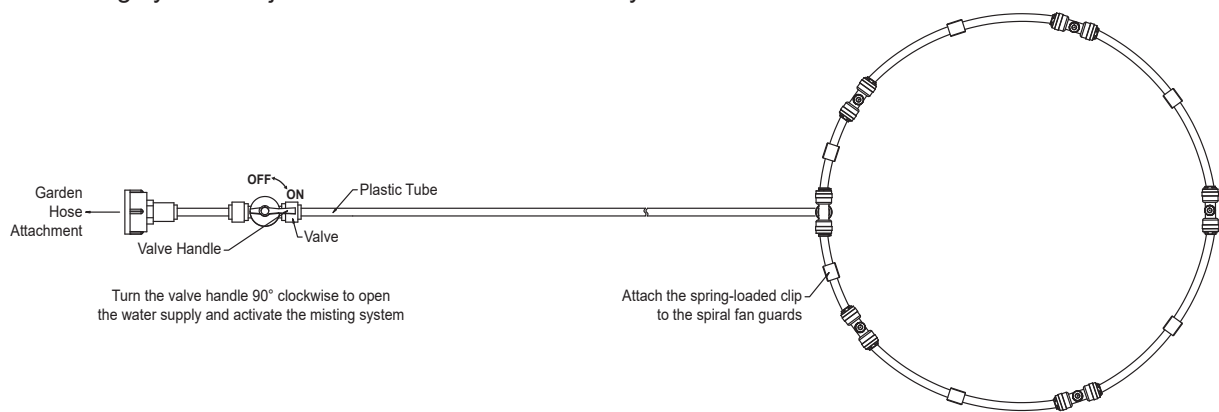 OFF
ON
Garden
Hose
Attachment
Plastic Tube
Valve Handle
Valve
Turn the valve handle 90° clockwise to open
the water supply and activate the misting system
Attach the spring-loaded clip
to the spiral fan guards